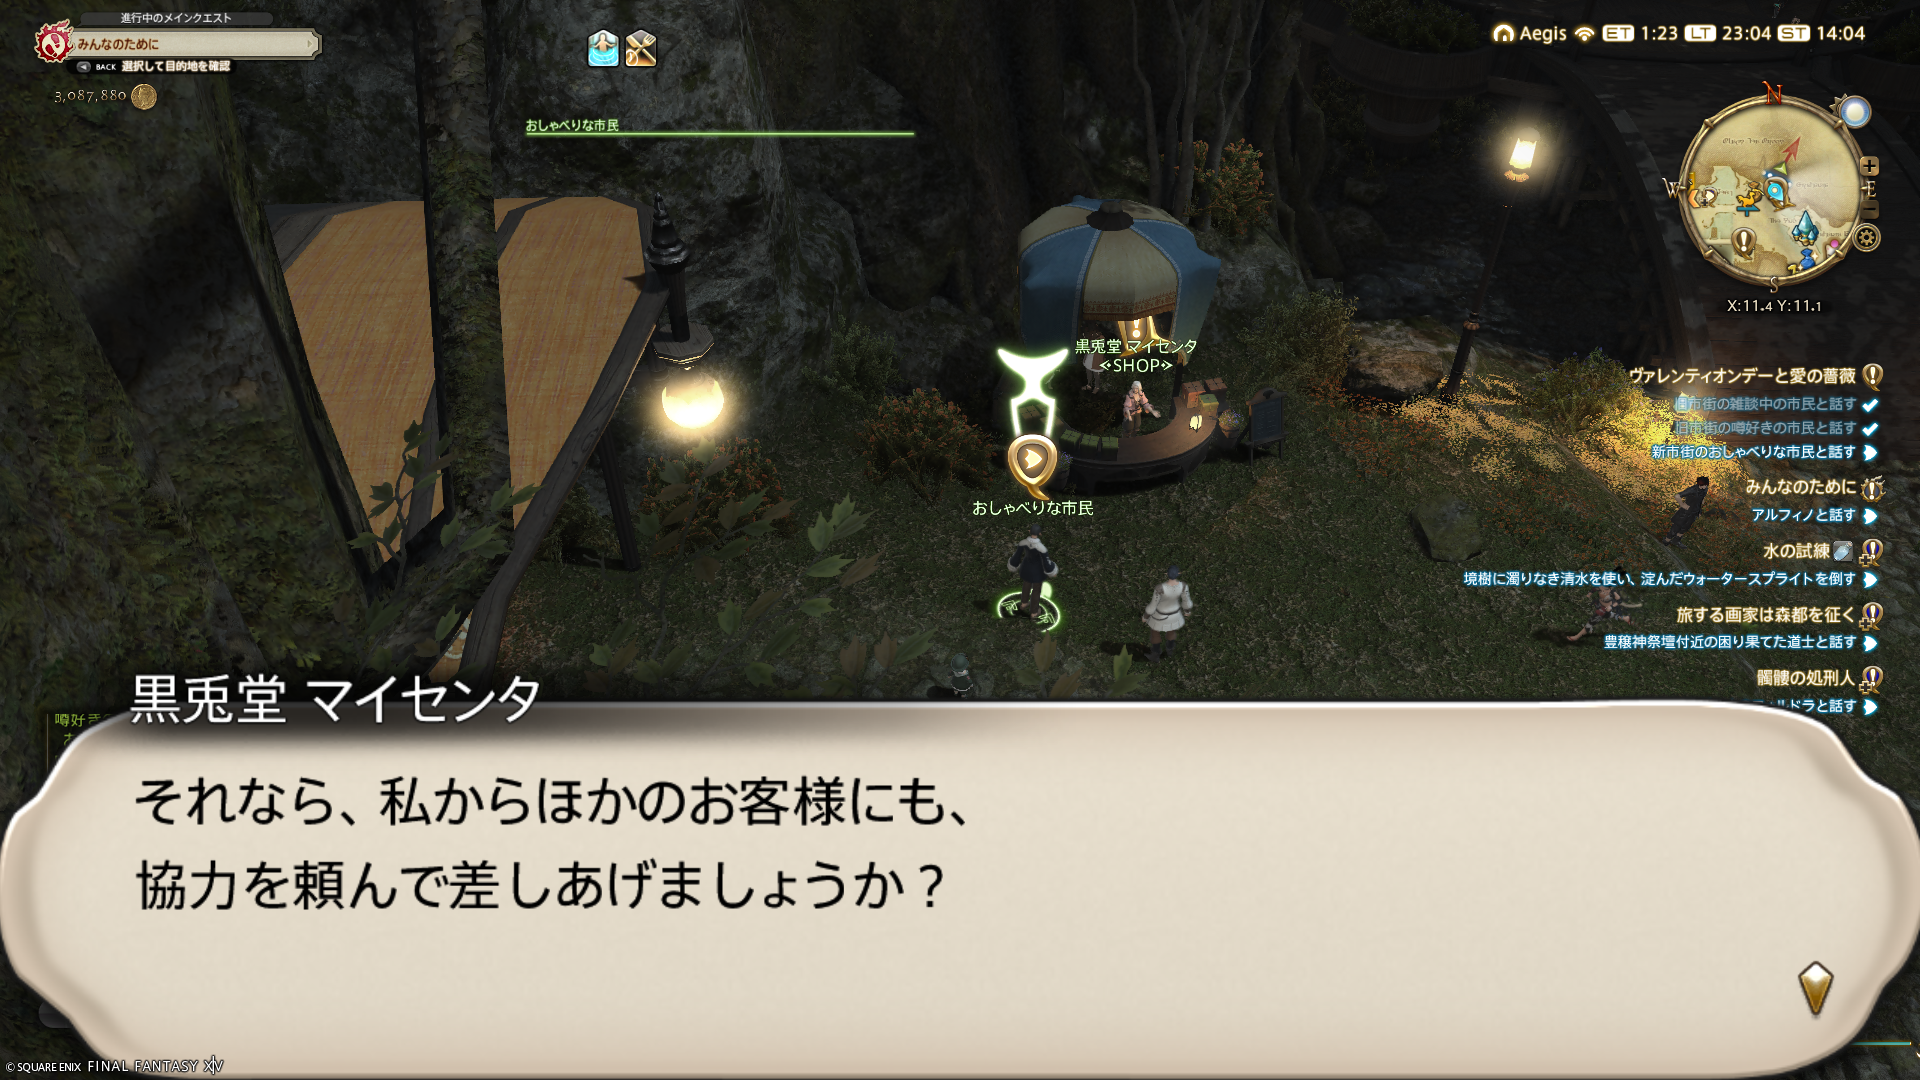 進行中のメインクエスト
みんなのために
BACK 選択して目的地を確認
3,087,880
おしゃべりな市民
Aegis ET 1:23 LT 23:04 ST 14:04
N
W
E
S
X:11.4 Y:11.1
黒兎堂 マイセンタ
SHOP
おしゃべりな市民
ヴァレンティオンデーと愛の薔薇
旧市街の雑談中の市民と話す
旧市街の噂好きの市民と話す
新市街のおしゃべりな市民と話す
みんなのために
アルフィノと話す
水の試練
境樹に濁りなき清水を使い、淀んだウォータースプライトを倒す
旅する画家は森都を征く
豊穣神祭壇付近の困り果てた道士と話す
髑髏の処刑人
ルドラと話す
噂好き
黒兎堂 マイセンタ
それなら、私からほかのお客様にも、
協力を頼んで差しあげましょうか？
© SQUARE ENIX FINAL FANTASY XIV